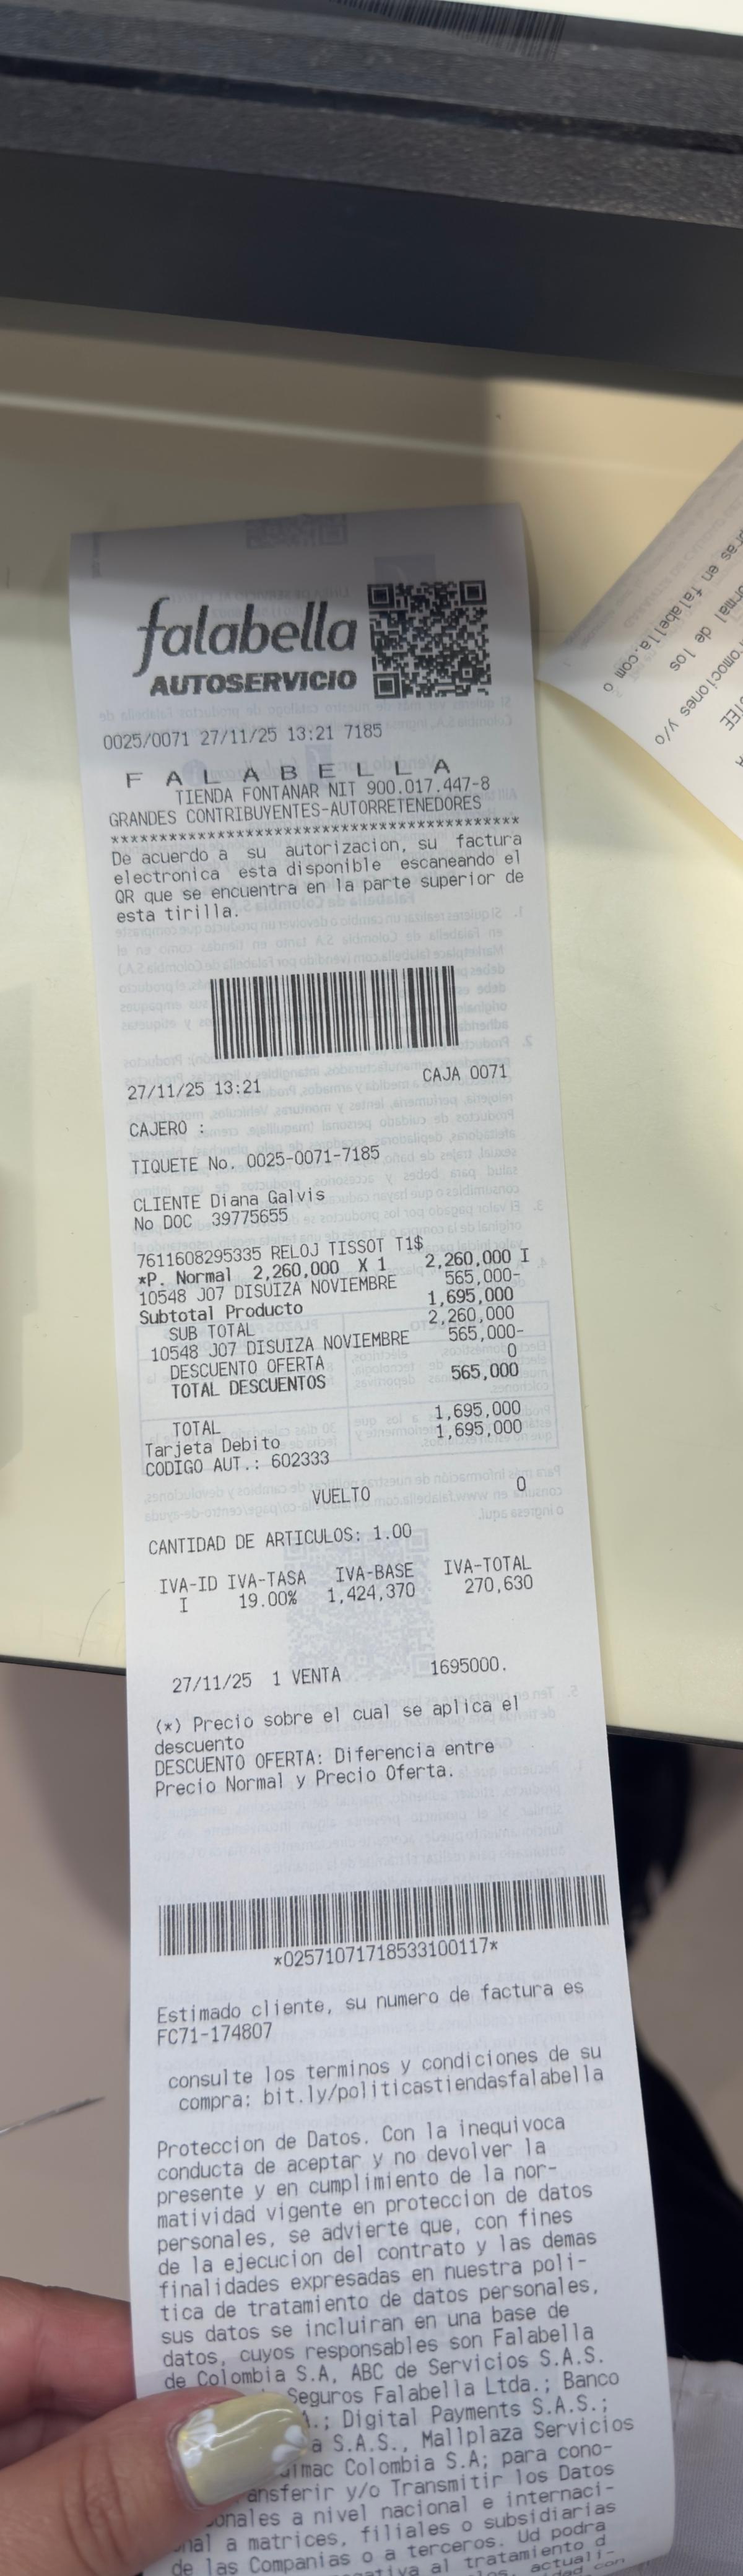 falabella
AUTOSERVICIO
0025/0071 27/11/25 13:21 7185
F A L A B E L L A
TIENDA FONTANAR NIT 900.017.447-8
GRANDES CONTRIBUYENTES-AUTORRETENEDORES
******************************************
De acuerdo a su autorizacion, su factura
electronica esta disponible escaneando el
QR que se encuentra en la parte superior de
esta tirilla.
27/11/25 13:21 CAJA 0071
CAJERO :
TIQUETE No. 0025-0071-7185
CLIENTE Diana Galvis
No DOC 39775655
7611608295335 RELOJ TISSOT T1$
*P. Normal 2,260,000 X 1 2,260,000 I
10548 J07 DISUIZA NOVIEMBRE 565,000-
Subtotal Producto 1,695,000
SUB TOTAL 2,260,000
10548 J07 DISUIZA NOVIEMBRE 565,000-
DESCUENTO OFERTA 0
TOTAL DESCUENTOS 565,000
TOTAL 1,695,000
Tarjeta Debito 1,695,000
CODIGO AUT.: 602333
VUELTO 0
CANTIDAD DE ARTICULOS: 1.00
IVA-ID IVA-TASA IVA-BASE IVA-TOTAL
I 19.00% 1,424,370 270,630
27/11/25 1 VENTA 1695000.
(*) Precio sobre el cual se aplica el
descuento
DESCUENTO OFERTA: Diferencia entre
Precio Normal y Precio Oferta.
*02571071718533100117*
Estimado cliente, su numero de factura es
FC71-174807
consulte los terminos y condiciones de su
compra: bit.ly/politicastiendasfalabella
Proteccion de Datos. Con la inequivoca
conducta de aceptar y no devolver la
presente y en cumplimiento de la nor-
matividad vigente en proteccion de datos
personales, se advierte que, con fines
de la ejecucion del contrato y las demas
finalidades expresadas en nuestra poli-
tica de tratamiento de datos personales,
sus datos se incluiran en una base de
datos, cuyos responsables son Falabella
de Colombia S.A, ABC de Servicios S.A.S.
Seguros Falabella Ltda.; Banco
; Digital Payments S.A.S.;
S.A.S., Mallplaza Servicios
Colombia S.A; para cono-
y/o Transmitir los Datos
a nivel nacional e internaci-
a matrices, filiales o subsidiarias
de las Companias o a terceros. Ud podra
al tratamiento d
falabella.com o